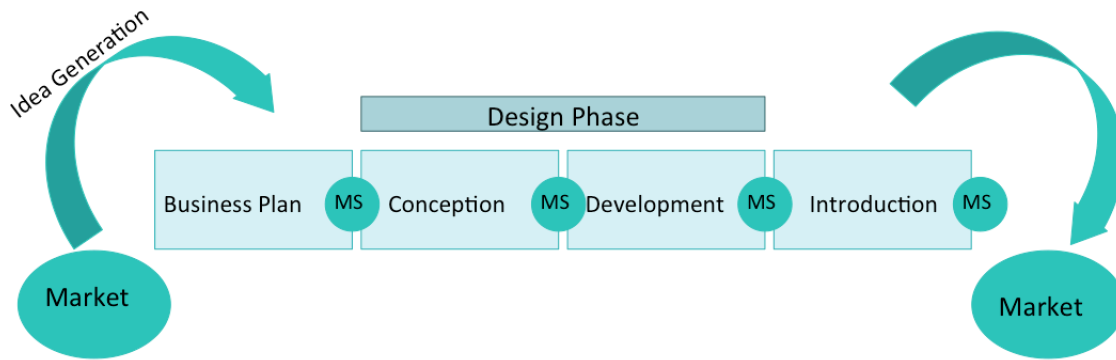 Idea Generation
Design Phase
Business Plan
MS
Conception
MS
Development
MS
Introduction
MS
Market
Market